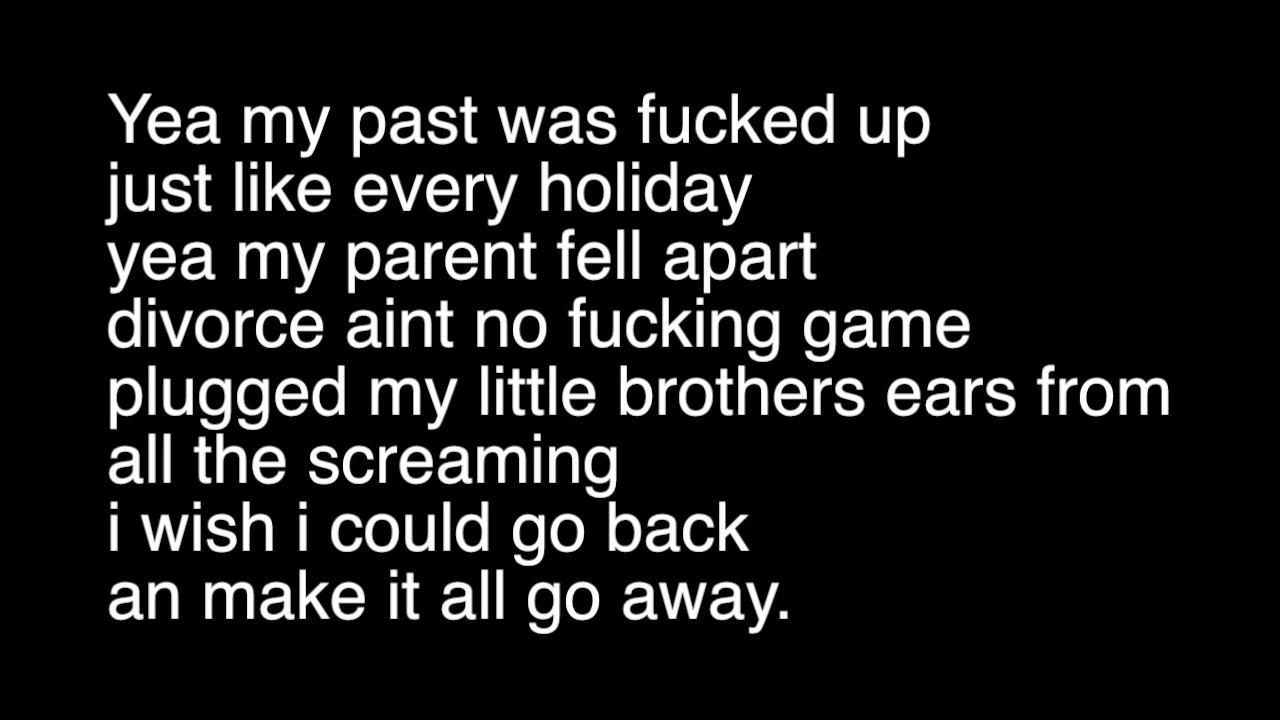 Yea my past was fucked up
just like every holiday
yea my parent fell apart
divorce aint no fucking game
plugged my little brothers ears from
all the screaming
i wish i could go back
an make it all go away.